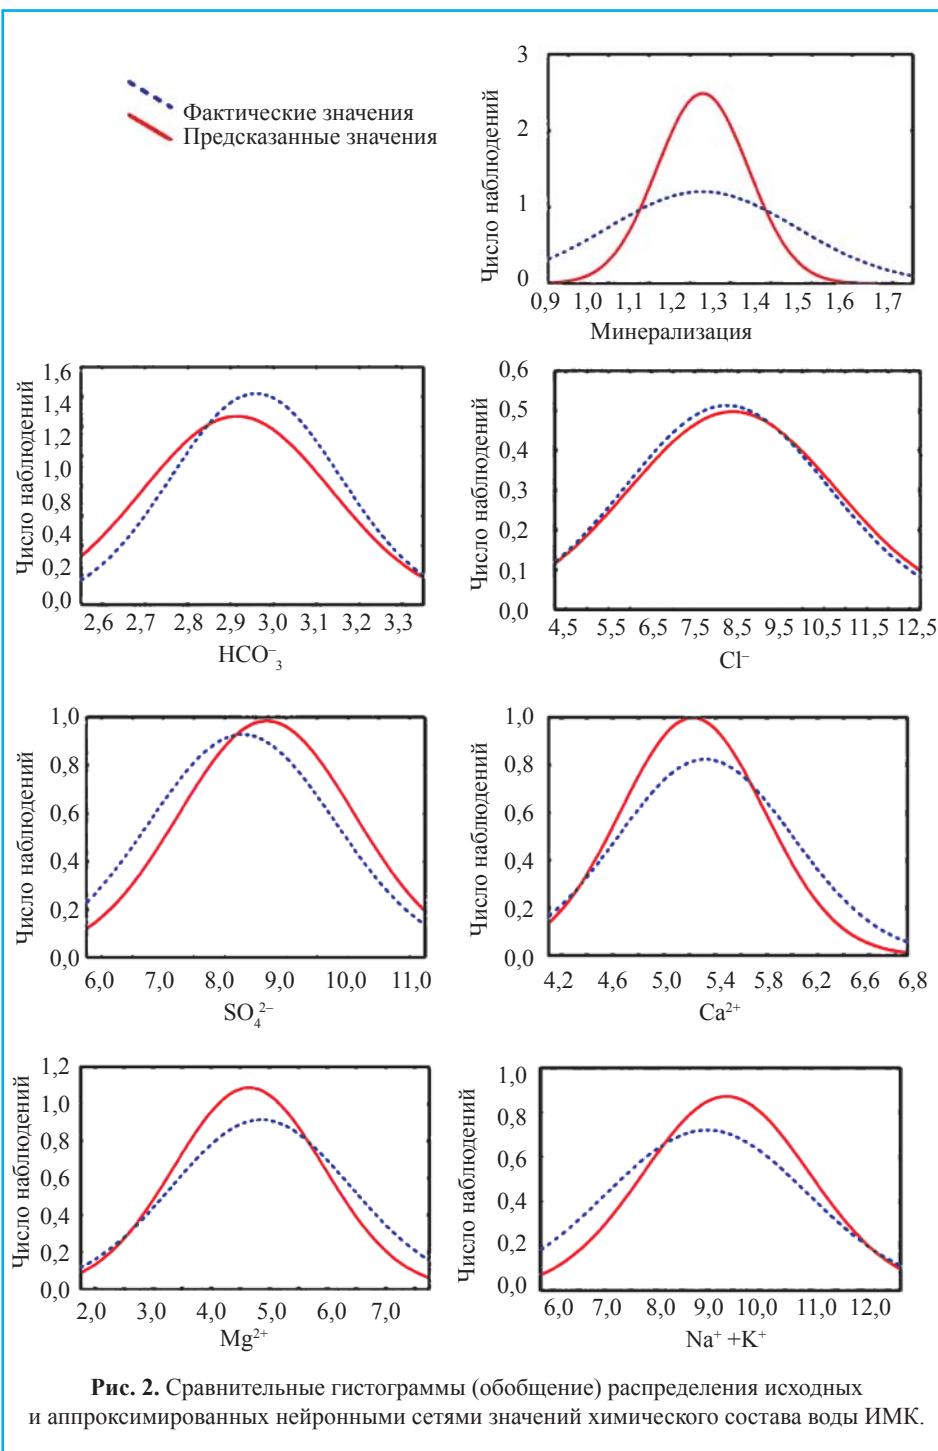 Фактические значения
Предсказанные значения
Число наблюдений
3
2
1
0
0,9 1,0 1,1 1,2 1,3 1,4 1,5 1,6 1,7
Минерализация
Число наблюдений
1,6
1,4
1,2
1,0
0,8
0,4
0,2
0,0
2,6 2,7 2,8 2,9 3,0 3,1 3,2 3,3
HCO⁻₃
Число наблюдений
0,6
0,5
0,4
0,3
0,2
0,1
0,0
4,5 5,5 6,5 7,5 8,5 9,5 10,5 11,5 12,5
Cl⁻
Число наблюдений
1,0
0,8
0,6
0,4
0,2
0,0
6,0 7,0 8,0 9,0 10,0 11,0
SO₄²⁻
Число наблюдений
1,0
0,8
0,6
0,4
0,2
0,0
4,2 4,6 5,0 5,4 5,8 6,2 6,6 6,8
Ca²⁺
Число наблюдений
1,2
1,0
0,8
0,6
0,4
0,2
0,0
2,0 3,0 4,0 5,0 6,0 7,0
Mg²⁺
Число наблюдений
1,0
0,8
0,6
0,4
0,2
0,0
6,0 7,0 8,0 9,0 10,0 11,0 12,0
Na⁺ +K⁺
Рис. 2. Сравнительные гистограммы (обобщение) распределения исходных
и аппроксимированных нейронными сетями значений химического состава воды ИМК.